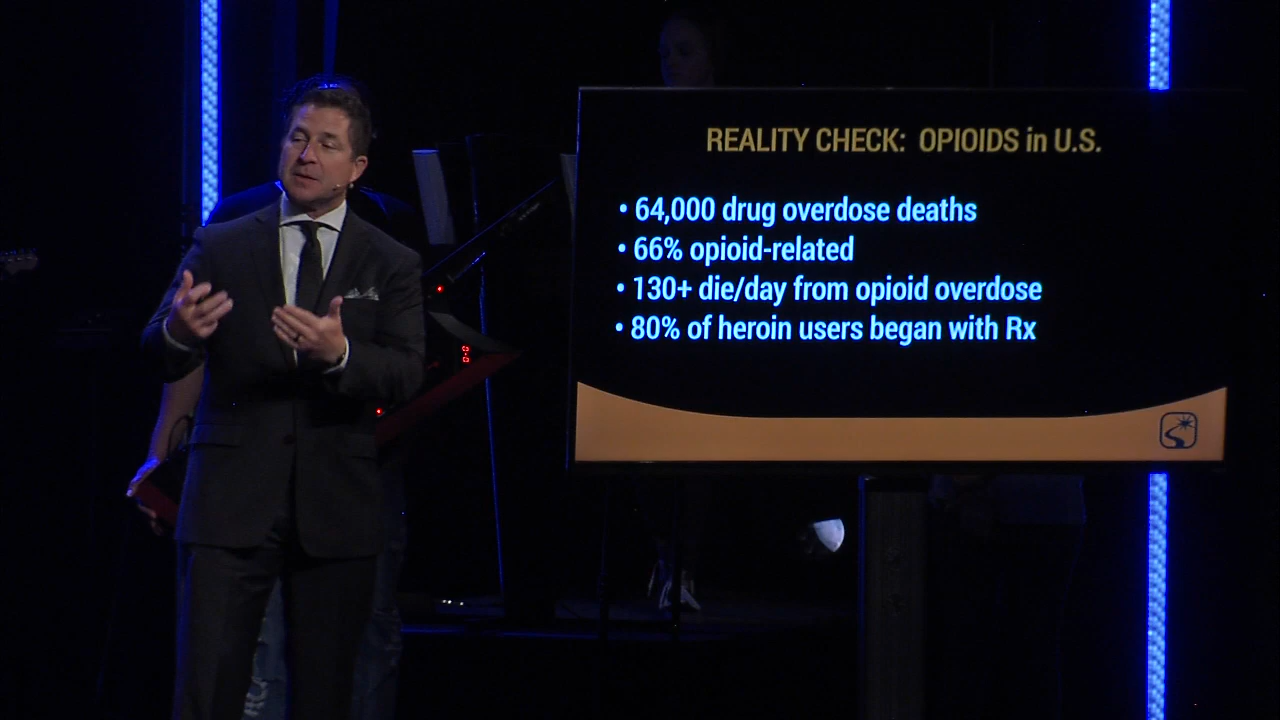 REALITY CHECK: OPIOIDS in U.S.
• 64,000 drug overdose deaths
• 66% opioid-related
• 130+ die/day from opioid overdose
• 80% of heroin users began with Rx